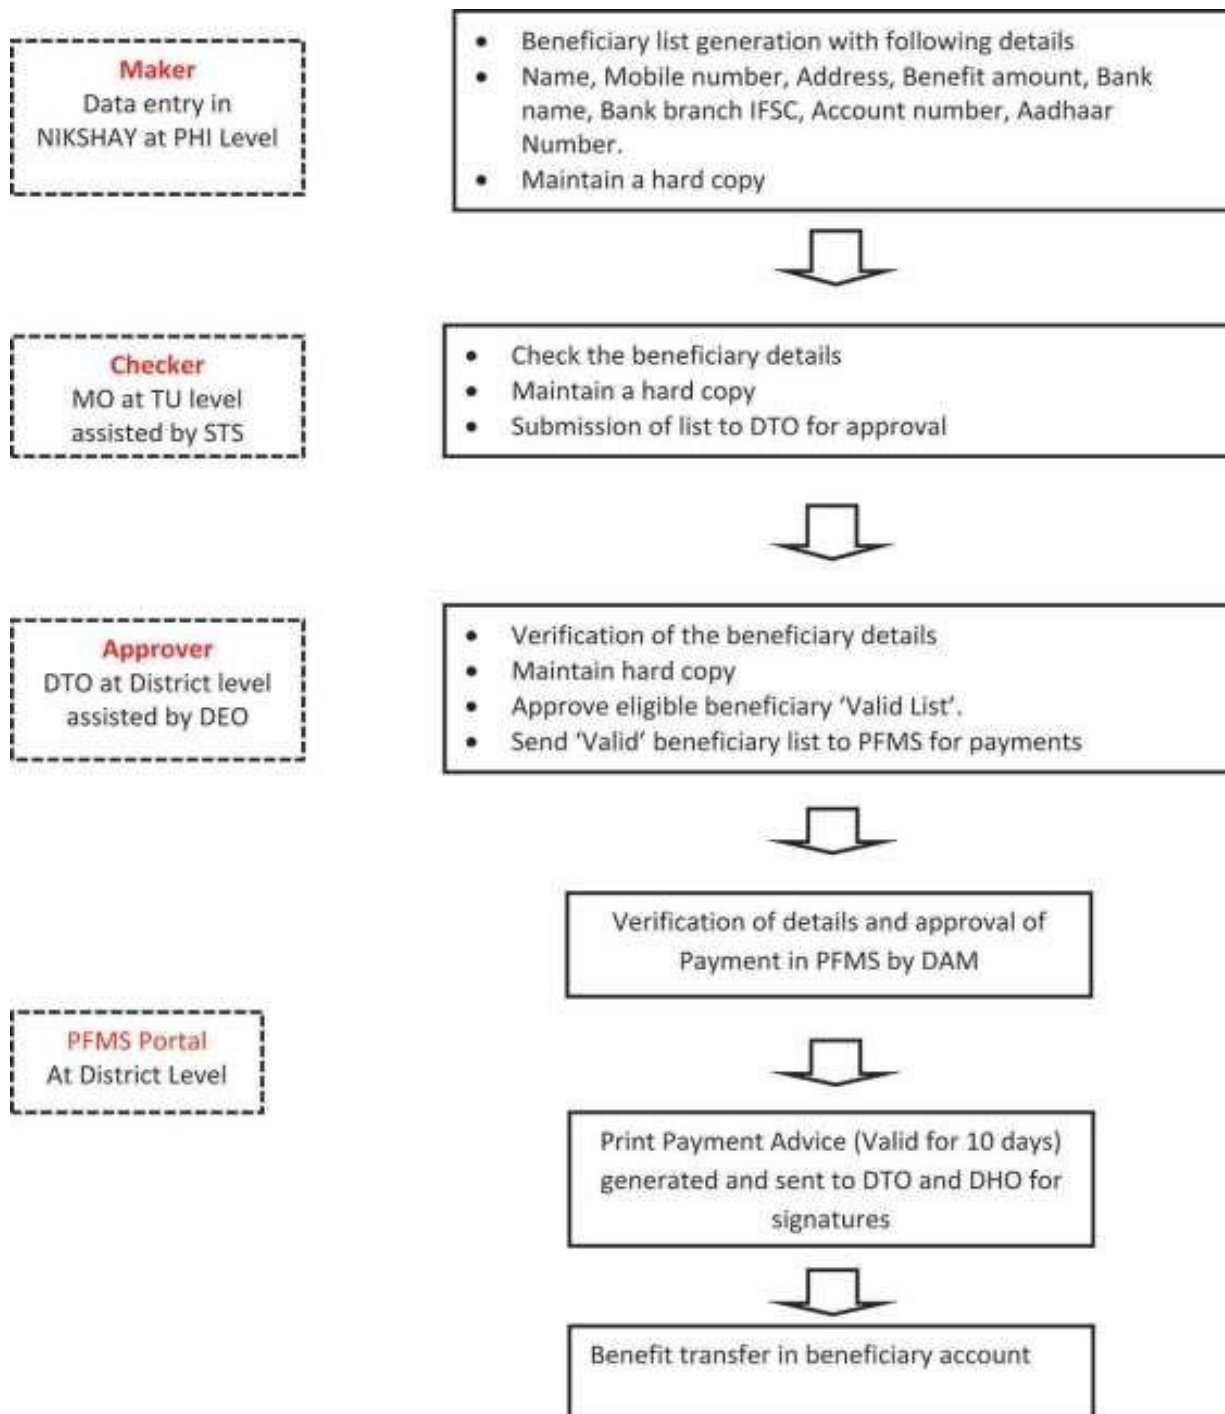 Maker
Data entry in
NIKSHAY at PHI Level
• Beneficiary list generation with following details
• Name, Mobile number, Address, Benefit amount, Bank
name, Bank branch IFSC, Account number, Aadhaar
Number.
• Maintain a hard copy
Checker
MO at TU level
assisted by STS
• Check the beneficiary details
• Maintain a hard copy
• Submission of list to DTO for approval
Approver
DTO at District level
assisted by DEO
• Verification of the beneficiary details
• Maintain hard copy
• Approve eligible beneficiary ‘Valid List’.
• Send ‘Valid’ beneficiary list to PFMS for payments
Verification of details and approval of
Payment in PFMS by DAM
PFMS Portal
At District Level
Print Payment Advice (Valid for 10 days)
generated and sent to DTO and DHO for
signatures
Benefit transfer in beneficiary account